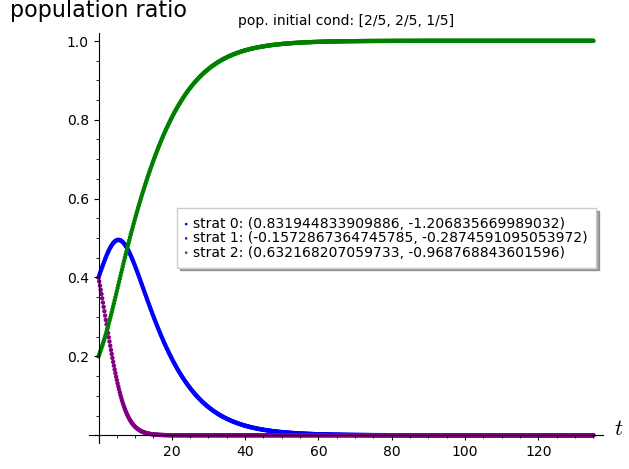 population ratio
pop. initial cond: [2/5, 2/5, 1/5]
1.0
0.8
0.6
strat 0: (0.831944833909886, -1.206835669989032)
strat 1: (-0.1572867364745785, -0.2874591095053972)
strat 2: (0.632168207059733, -0.968768843601596)
0.4
0.2
t
20 40 60 80 100 120